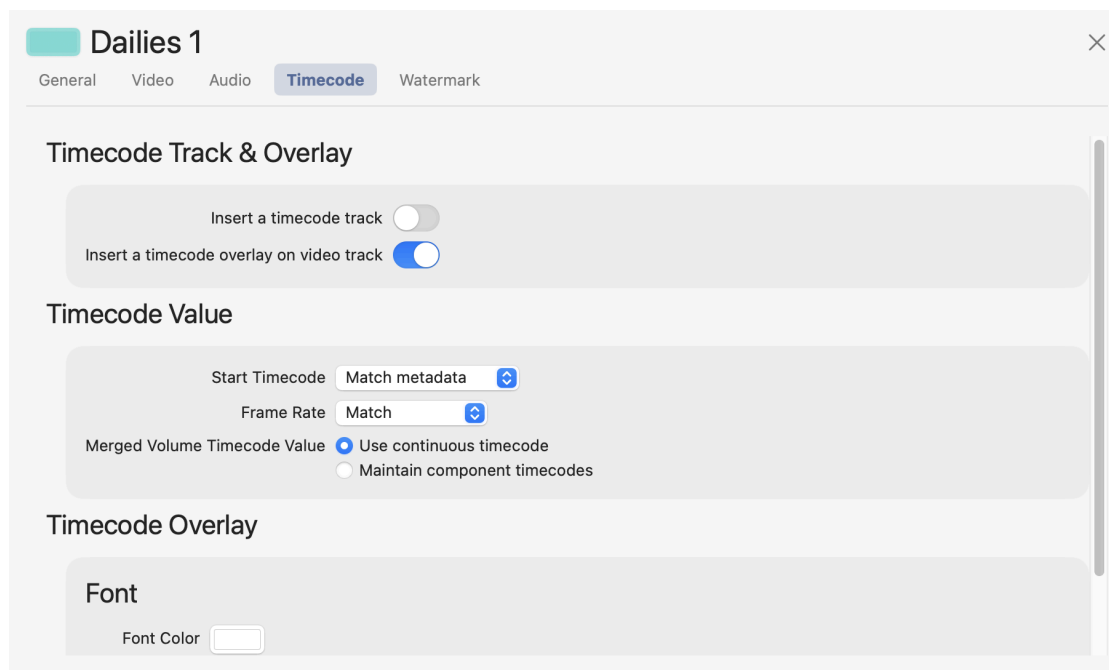 Dailies 1
General Video Audio Timecode Watermark
Timecode Track & Overlay
Insert a timecode track
Insert a timecode overlay on video track
Timecode Value
Start Timecode Match metadata
Frame Rate Match
Merged Volume Timecode Value Use continuous timecode
Maintain component timecodes
Timecode Overlay
Font
Font Color